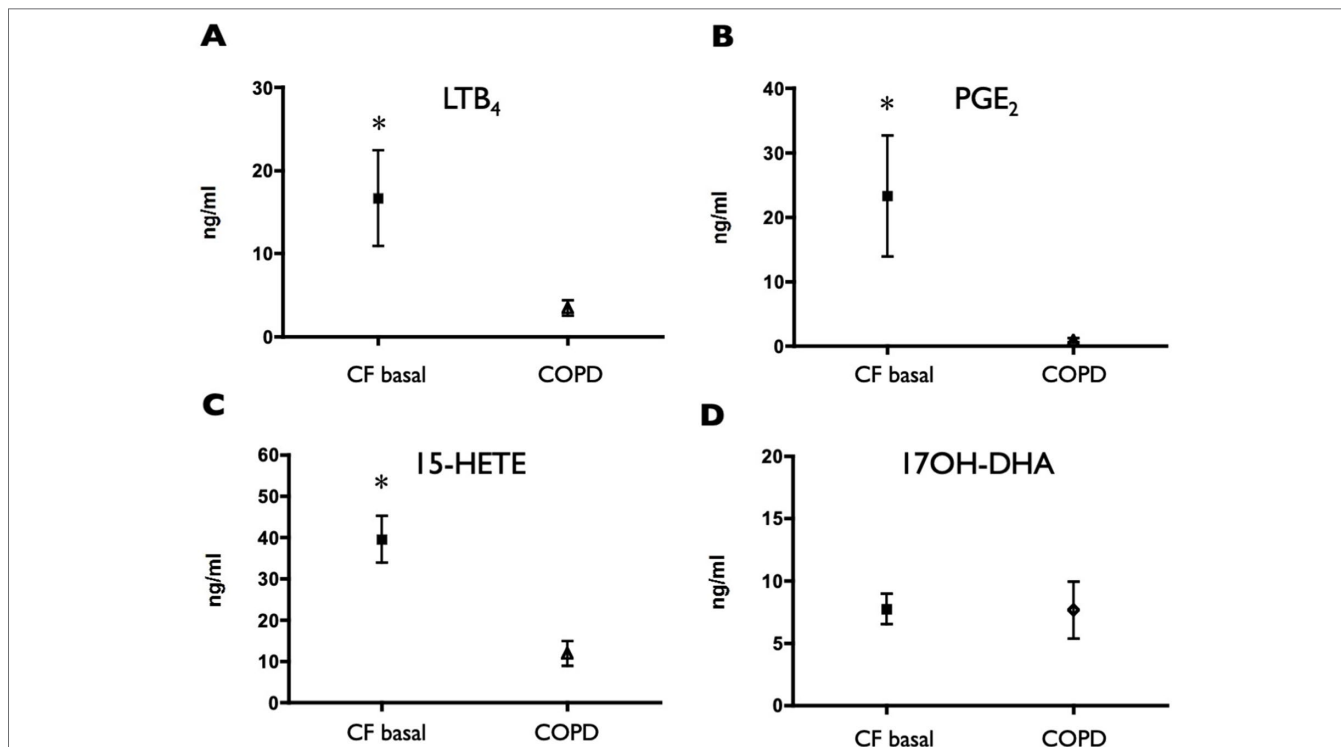 A
LTB₄
*
30
20
10
0
ng/ml
CF basal COPD
B
PGE₂
*
40
30
20
10
0
ng/ml
CF basal COPD
C
15-HETE
*
60
50
40
30
20
10
0
ng/ml
CF basal COPD
D
17OH-DHA
20
15
10
5
0
ng/ml
CF basal COPD